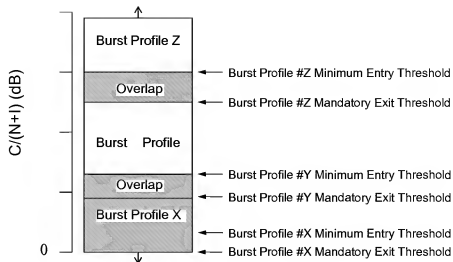 Burst Profile Z
Burst Profile #Z Minimum Entry Threshold
Overlap
Burst Profile #Z Mandatory Exit Threshold
C/(N+I) (dB)
Burst Profile
Burst Profile #Y Minimum Entry Threshold
Overlap
Burst Profile #Y Mandatory Exit Threshold
Burst Profile X
Burst Profile #X Minimum Entry Threshold
0
Burst Profile #X Mandatory Exit Threshold